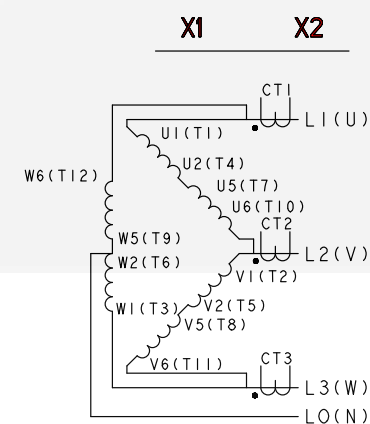 X1 X2
CT1
L1(U)
U1(T1)
U2(T4)
W6(T12)
U5(T7)
U6(T10)
CT2
W5(T9)
L2(V)
W2(T6)
V1(T2)
W1(T3)
V2(T5)
V5(T8)
V6(T11)
CT3
L3(W)
L0(N)